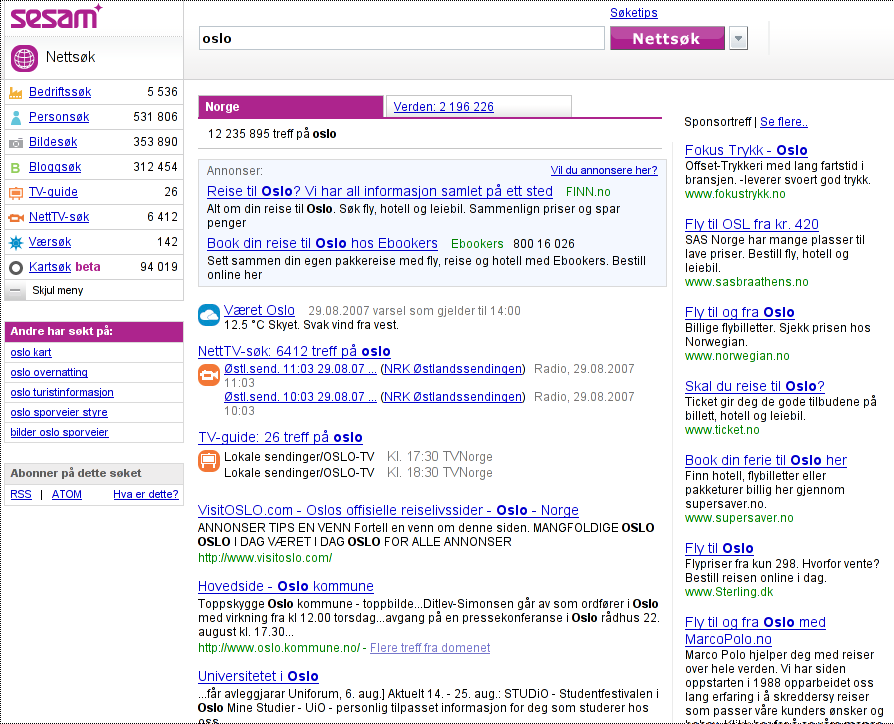 sesam
Nettsøk
Bedriftssøk 5 536
Personsøk 531 806
Bildesøk 353 890
Bloggsøk 312 454
TV-guide 26
NettTV-søk 6 412
Værsøk 142
Kartsøk beta 94 019
Skjul meny
Andre har søkt på:
oslo kart
oslo overnatting
oslo turistinformasjon
oslo sporveier styre
bilder oslo sporveier
Abonner på dette søket
RSS | ATOM Hva er dette?
Søketips
oslo Nettsøk
Norge Verden: 2 196 226
12 235 895 treff på oslo
Annonser: Vil du annonsere her?
Reise til Oslo? Vi har all informasjon samlet på ett sted FINN.no
Alt om din reise til Oslo. Søk fly, hotell og leiebil. Sammenlign priser og spar
penger
Book din reise til Oslo hos Ebookers Ebookers 800 16 026
Sett sammen din egen pakkereise med fly, reise og hotell med Ebookers. Bestill
online her
Været Oslo 29.08.2007 varsel som gjelder til 14:00
12.5 °C Skyet. Svak vind fra vest.
NettTV-søk: 6412 treff på oslo
Østl.send. 11:03 29.08.07 ... (NRK Østlandssendingen) Radio, 29.08.2007
11:03
Østl.send. 10:03 29.08.07 ... (NRK Østlandssendingen) Radio, 29.08.2007
10:03
TV-guide: 26 treff på oslo
Lokale sendinger/OSLO-TV Kl. 17:30 TVNorge
Lokale sendinger/OSLO-TV Kl. 18:30 TVNorge
VisitOSLO.com - Oslos offisielle reiselivssider - Oslo - Norge
ANNONSER TIPS EN VENN Fortell en venn om denne siden. MANGFOLDIGE OSLO
OSLO I DAG VÆRET I DAG OSLO FOR ALLE ANNONSER
http://www.visitoslo.com/
Hovedside - Oslo kommune
Toppskygge Oslo kommune - toppbilde...Ditlev-Simonsen går av som ordfører i Oslo
med virkning fra kl 12.00 torsdag...avgang på en pressekonferanse i Oslo rådhus 22.
august kl. 17.30...
http://www.oslo.kommune.no/ - Flere treff fra domenet
Universitetet i Oslo
...får avleggjarar Uniforum, 6. aug.] Aktuelt 14. - 25. aug.: STUDiO - Studentfestivalen i
Oslo Mine Studier - UiO - personlig tilpasset informasjon for deg som studerer hos
oss
Sponsortreff | Se flere..
Fokus Trykk - Oslo
Offset-Trykkeri med lang fartstid i
bransjen. -leverer svoert god trykk.
www.fokustrykk.no
Fly til OSL fra kr. 420
SAS Norge har mange plasser til
lave priser. Bestill fly, hotell og
leiebil.
www.sasbraathens.no
Fly til og fra Oslo
Billige flybilletter. Sjekk prisen hos
Norwegian.
www.norwegian.no
Skal du reise til Oslo?
Ticket gir deg de gode tilbudene på
billett, hotell og leiebil.
www.ticket.no
Book din ferie til Oslo her
Finn hotell, flybilletter eller
pakketurer billig her gjennom
supersaver.no.
www.supersaver.no
Fly til Oslo
Flypriser fra kun 298. Hvorfor vente?
Bestill reisen online i dag.
www.Sterling.dk
Fly til og fra Oslo med
MarcoPolo.no
Marco Polo hjelper deg med reiser
over hele verden. Vi har siden
oppstarten i 1988 opparbeidet oss
lang erfaring i å skreddersy reiser
som passer våre kunders ønsker og